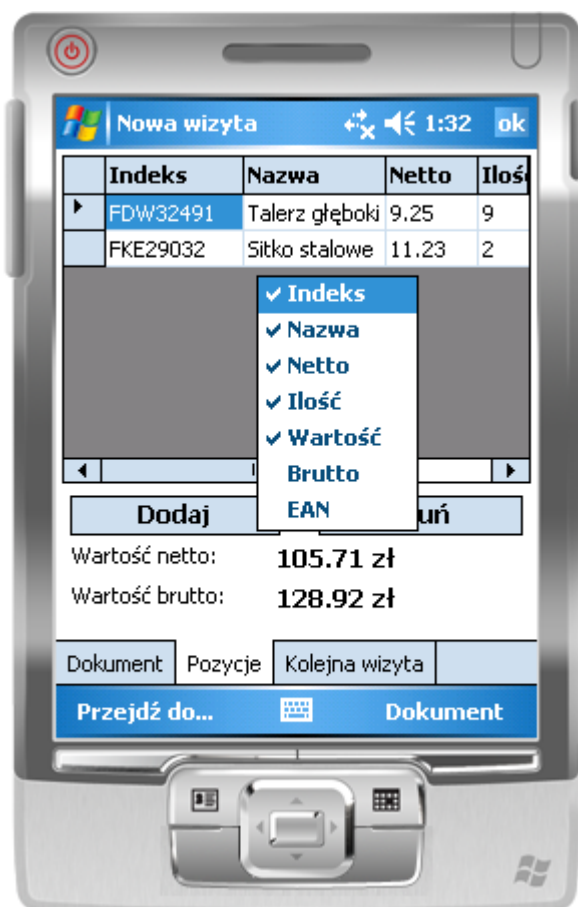 Nowa wizyta 1:32 ok
Indeks Nazwa Netto Iloś
FDW32491 Talerz głęboki 9.25 9
FKE29032 Sitko stalowe 11.23 2
Indeks
Nazwa
Netto
Ilość
Wartość
Brutto
EAN
Dodaj uń
Wartość netto: 105.71 zł
Wartość brutto: 128.92 zł
Dokument Pozycje Kolejna wizyta
Przejdź do... Dokument